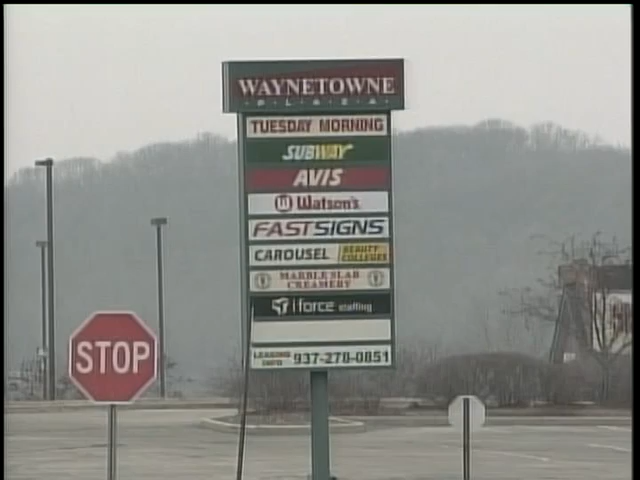 WAYNETOWNE
PLAZA
TUESDAY MORNING
SUBWAY
AVIS
W Watson's
FASTSIGNS
CAROUSEL BEAUTY COLLEGES
MARBLE SLAB
CREAMERY
iforce staffing
LEASING INFO 937-278-0851
STOP